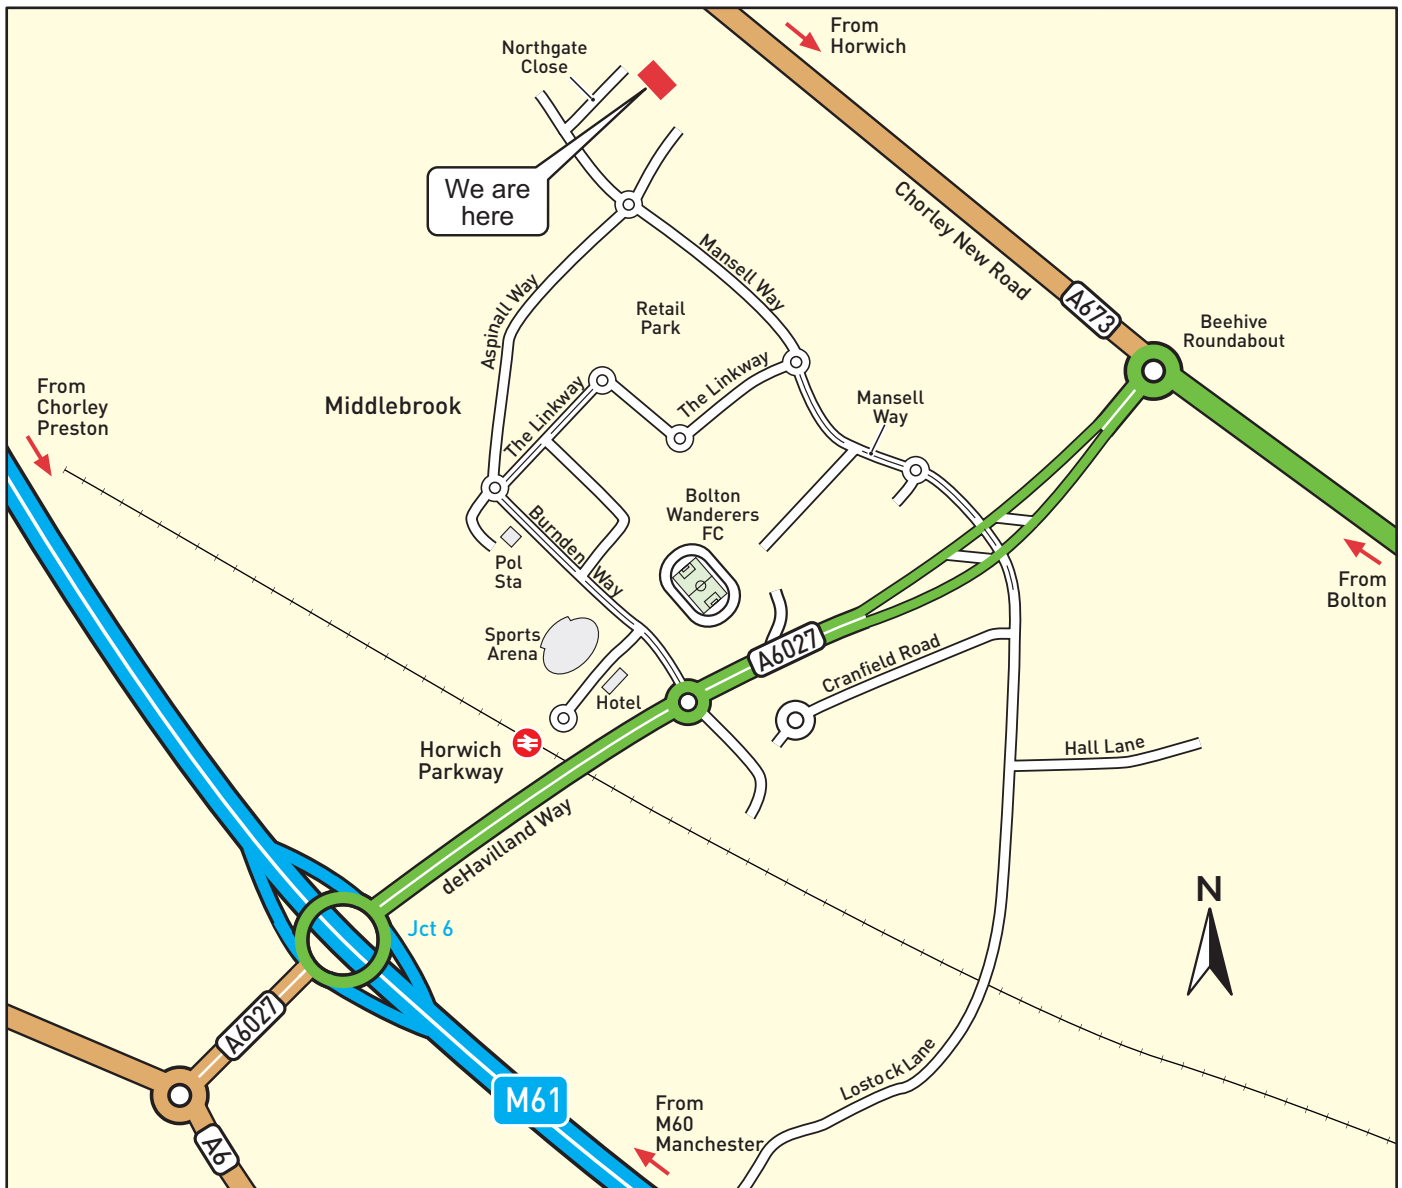 From
Horwich
Northgate
Close
We are
here
Chorley New Road
Mansell Way
A673
Aspinall Way
Retail
Park
Beehive
Roundabout
From
Chorley
Preston
Middlebrook
The Linkway
The Linkway
Mansell
Way
Bolton
Wanderers
FC
Burnden Way
Pol
Sta
From
Bolton
Sports
Arena
A6027
Cranfield Road
Hotel
Horwich
Parkway
Hall Lane
deHavilland Way
N
Jct 6
A6027
Lostock Lane
M61
From
M60
Manchester
A6